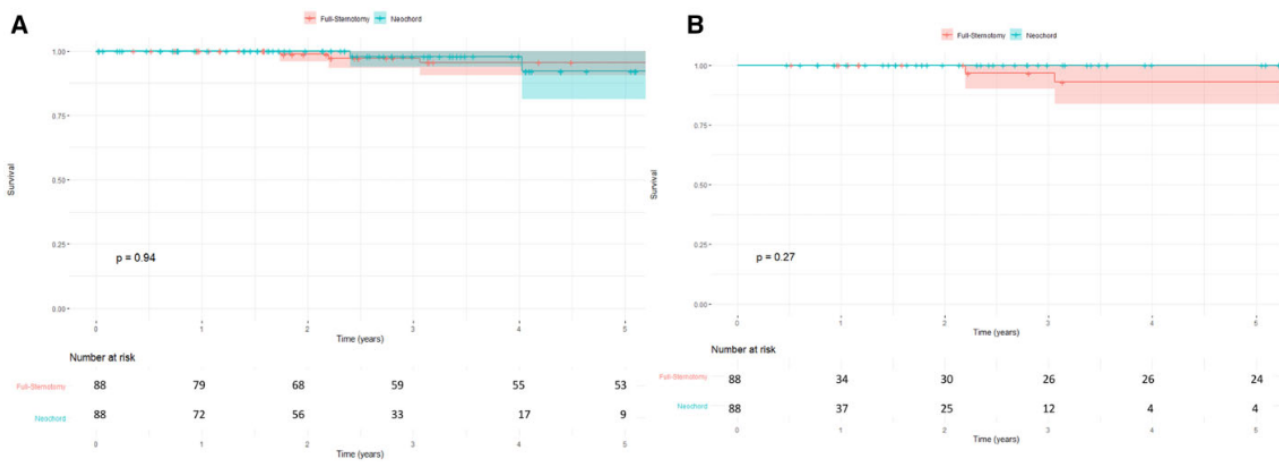 A
Full-Sternotomy Neochord
1.00
0.75
0.50
0.25
0.00
Survival
p = 0.94
0 1 2 3 4 5
Time (years)
Number at risk
Full-Sternotomy 88 79 68 59 55 53
Neochord 88 72 56 33 17 9
0 1 2 3 4 5
Time (years)
B
Full-Sternotomy Neochord
1.00
0.75
0.50
0.25
0.00
Survival
p = 0.27
0 1 2 3 4 5
Time (years)
Number at risk
Full-Sternotomy 88 34 30 26 26 24
Neochord 88 37 25 12 4 4
0 1 2 3 4 5
Time (years)